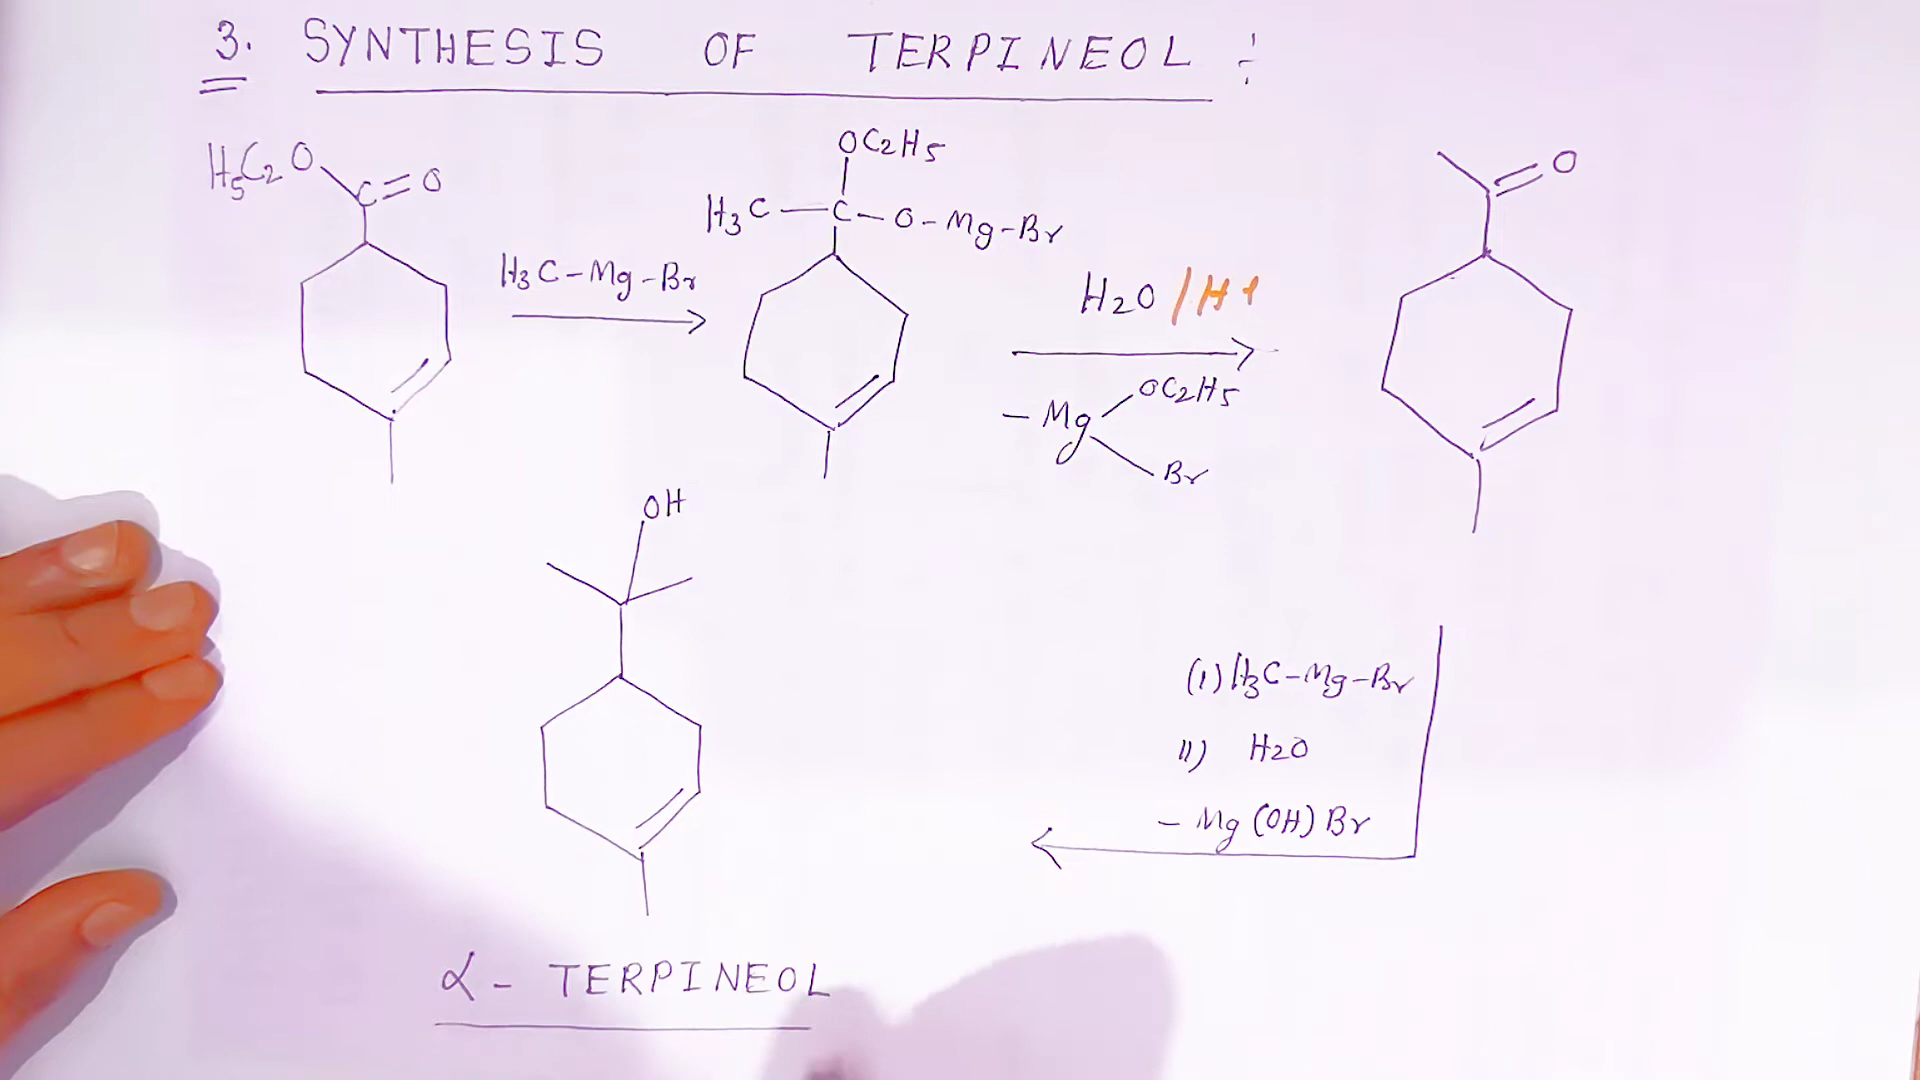 3. SYNTHESIS OF TERPINEOL :
H5C2O
C=O
H3C-Mg-Br
OC2H5
H3C-C-O-Mg-Br
H2O/H+
- Mg
OC2H5
Br
O
(I) H3C-Mg-Br
II) H2O
- Mg(OH)Br
OH
α- TERPINEOL